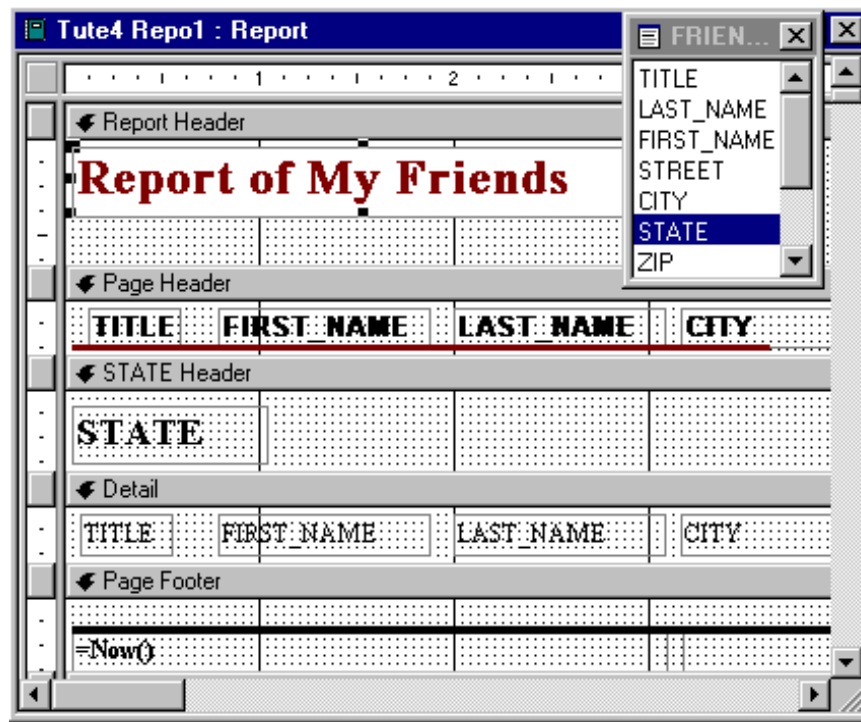 Tute4 Repo1 : Report
FRIEN...
TITLE
LAST_NAME
FIRST_NAME
STREET
CITY
STATE
ZIP
1 2
Report Header
Report of My Friends
Page Header
TITLE FIRST_NAME LAST_NAME CITY
STATE Header
STATE
Detail
TITLE FIRST_NAME LAST_NAME CITY
Page Footer
=Now()